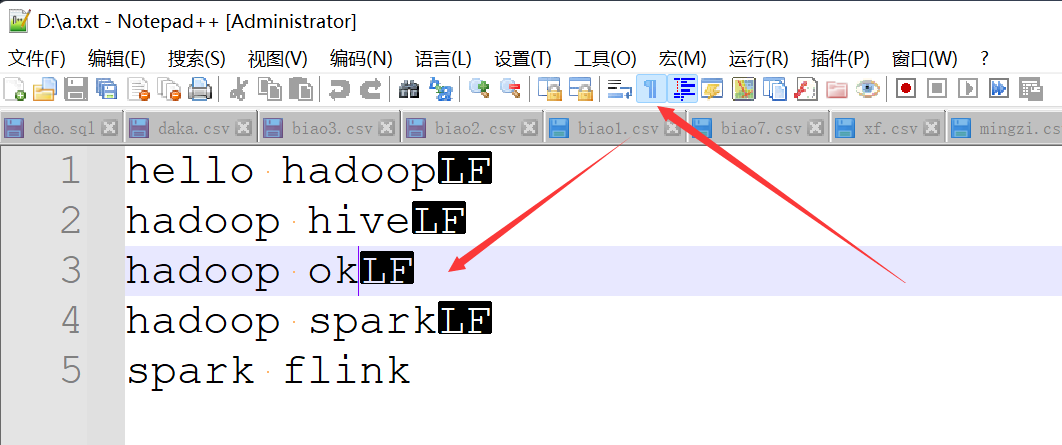 D:\a.txt - Notepad++ [Administrator]
文件(F) 编辑(E) 搜索(S) 视图(V) 编码(N) 语言(L) 设置(T) 工具(O) 宏(M) 运行(R) 插件(P) 窗口(W) ?
dao.sql daka.csv biao3.csv biao2.csv biao1.csv biao7.csv xf.csv mingzi.cs
1 hello hadoopLF
2 hadoop hiveLF
3 hadoop okLF
4 hadoop sparkLF
5 spark flink